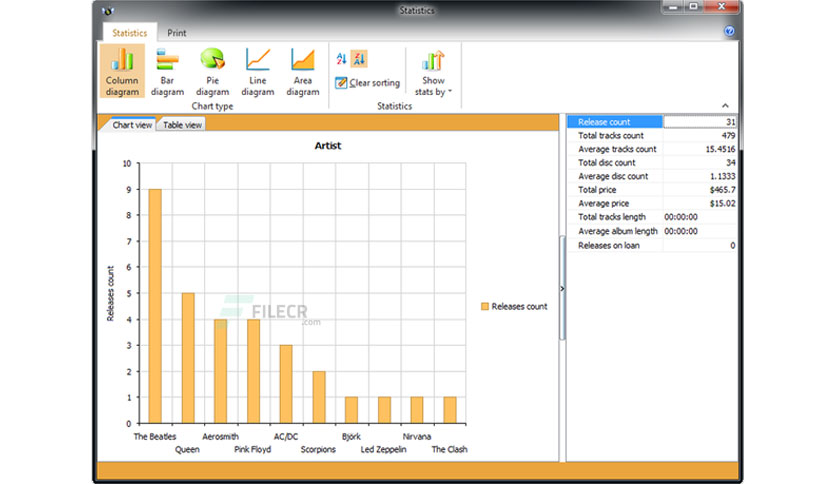 Statistics
Statistics Print
Column diagram
Bar diagram
Pie diagram
Line diagram
Area diagram
Chart type
Clear sorting
Show stats by
Statistics
Chart view Table view
Artist
Releases count
10
9
8
7
6
5
4
3
2
1
0
The Beatles
Queen
Aerosmith
Pink Floyd
AC/DC
Scorpions
Björk
Led Zeppelin
Nirvana
The Clash
Releases count
FILECR
.com
Release count 31
Total tracks count 479
Average tracks count 15.4516
Total disc count 34
Average disc count 1.1333
Total price $465.7
Average price $15.02
Total tracks length 00:00:00
Average album length 00:00:00
Releases on loan 0